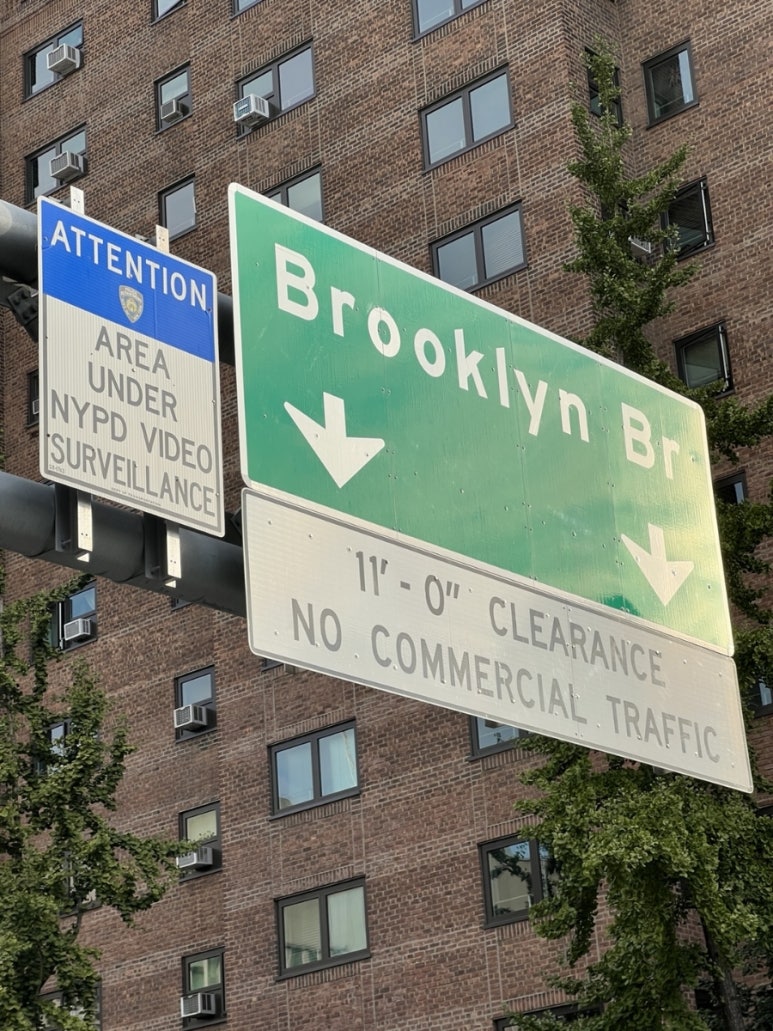 ATTENTION
AREA
UNDER
NYPD VIDEO
SURVEILLANCE
Brooklyn Br
11' - 0" CLEARANCE
NO COMMERCIAL TRAFFIC